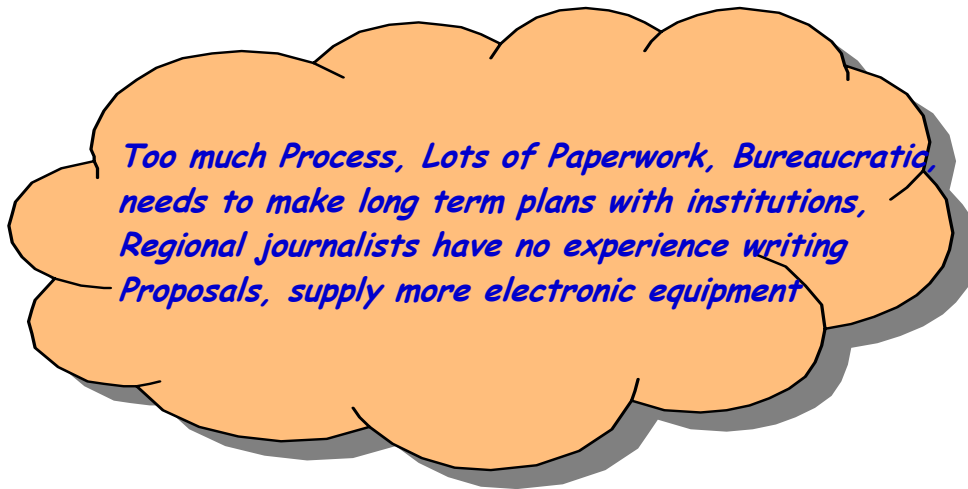 Too much Process, Lots of Paperwork, Bureaucratic,
needs to make long term plans with institutions,
Regional journalists have no experience writing
Proposals, supply more electronic equipment